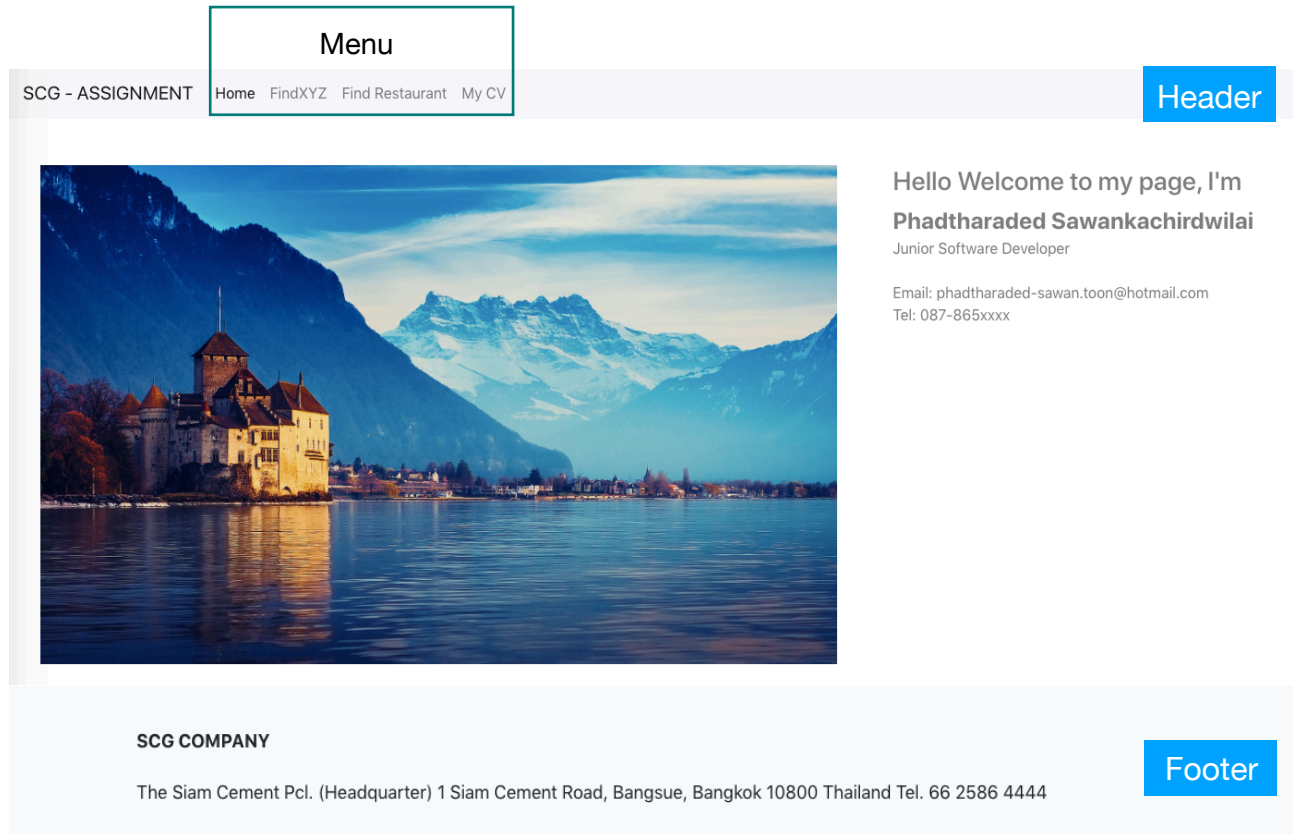 Menu
SCG - ASSIGNMENT Home FindXYZ Find Restaurant My CV
Header
Hello Welcome to my page, I'm
Phadtharaded Sawankachirdwilai
Junior Software Developer
Email: phadtharaded-sawan.toon@hotmail.com
Tel: 087-865xxxx
SCG COMPANY
Footer
The Siam Cement Pcl. (Headquarter) 1 Siam Cement Road, Bangsue, Bangkok 10800 Thailand Tel. 66 2586 4444